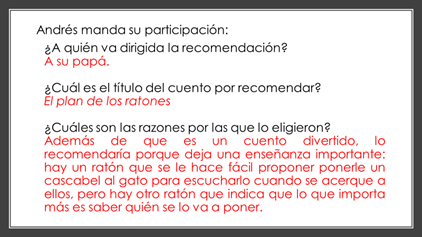 Andrés manda su participación:
¿A quién va dirigida la recomendación?
A su papá.
¿Cuál es el título del cuento por recomendar?
El plan de los ratones
¿Cuáles son las razones por las que lo eligieron?
Además de que es un cuento divertido, lo
recomendaría porque deja una enseñanza importante:
hay un ratón que se le hace fácil proponer ponerle un
cascabel al gato para escucharlo cuando se acerque a
ellos, pero hay otro ratón que indica que lo que importa
más es saber quién se lo va a poner.